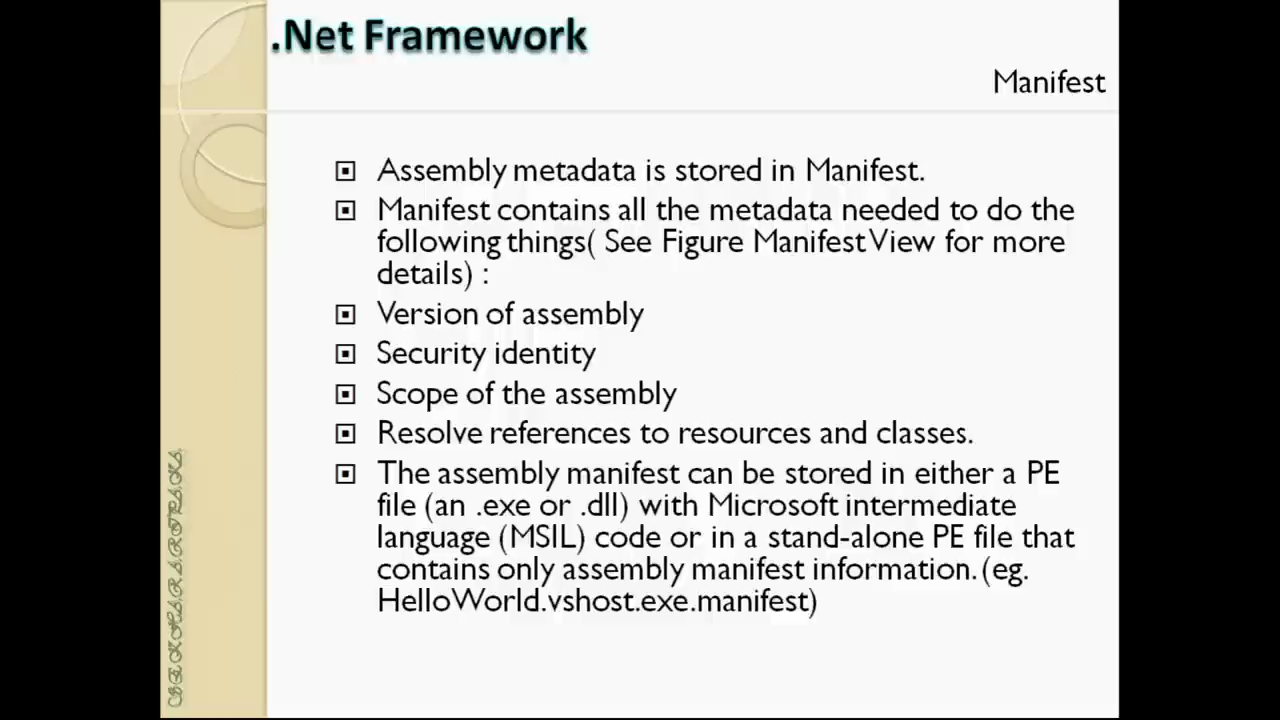 .Net Framework
Manifest
Assembly metadata is stored in Manifest.
Manifest contains all the metadata needed to do the
following things( See Figure Manifest View for more
details) :
Version of assembly
Security identity
Scope of the assembly
Resolve references to resources and classes.
The assembly manifest can be stored in either a PE
file (an .exe or .dll) with Microsoft intermediate
language (MSIL) code or in a stand-alone PE file that
contains only assembly manifest information. (eg.
HelloWorld.vshost.exe.manifest)